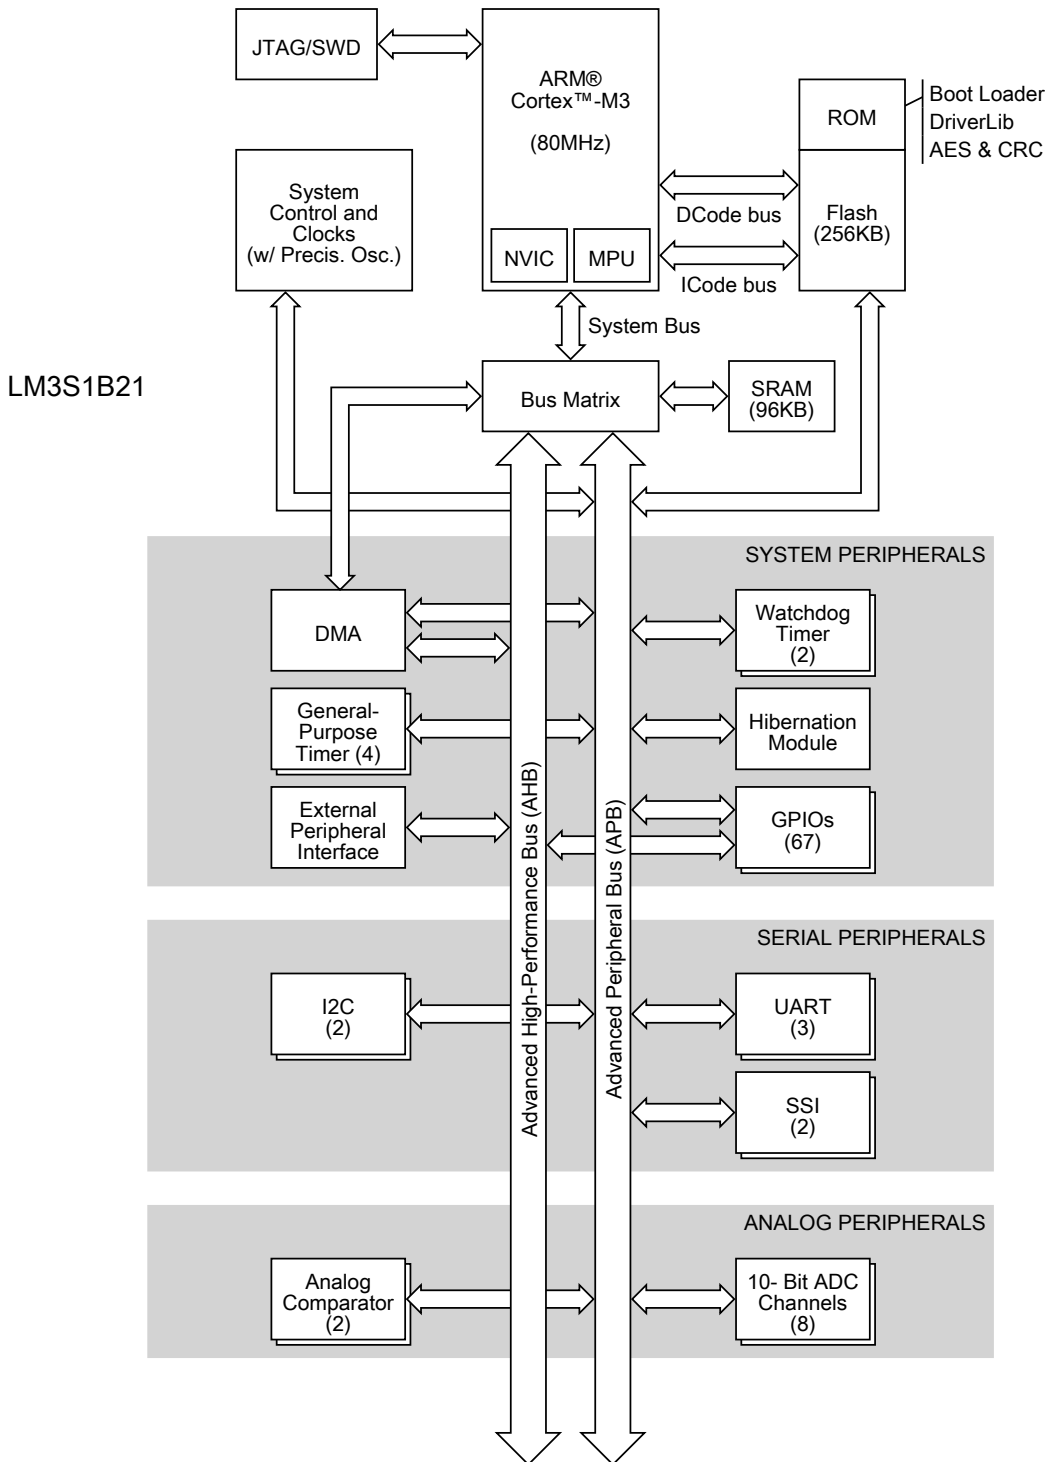 JTAG/SWD
ARM®
Cortex™-M3
(80MHz)
NVIC
MPU
ROM
Boot Loader
DriverLib
AES & CRC
Flash
(256KB)
DCode bus
ICode bus
System
Control and
Clocks
(w/ Precis. Osc.)
System Bus
LM3S1B21
Bus Matrix
SRAM
(96KB)
SYSTEM PERIPHERALS
DMA
Watchdog
Timer
(2)
General-
Purpose
Timer (4)
Hibernation
Module
External
Peripheral
Interface
GPIOs
(67)
Advanced High-Performance Bus (AHB)
Advanced Peripheral Bus (APB)
SERIAL PERIPHERALS
I2C
(2)
UART
(3)
SSI
(2)
ANALOG PERIPHERALS
Analog
Comparator
(2)
10- Bit ADC
Channels
(8)